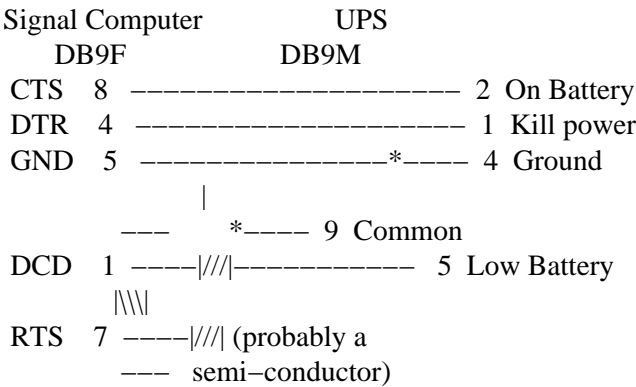 Signal Computer UPS
DB9F DB9M
CTS 8 −−−−−−−−−−−−−−−−−−−− 2 On Battery
DTR 4 −−−−−−−−−−−−−−−−−−−− 1 Kill power
GND 5 −−−−−−−−−−−−−−−*−−−− 4 Ground
|
−−− *−−−− 9 Common
DCD 1 −−−−|///|−−−−−−−−−−− 5 Low Battery
|\\\|
RTS 7 −−−−|///| (probably a
−−− semi−conductor)